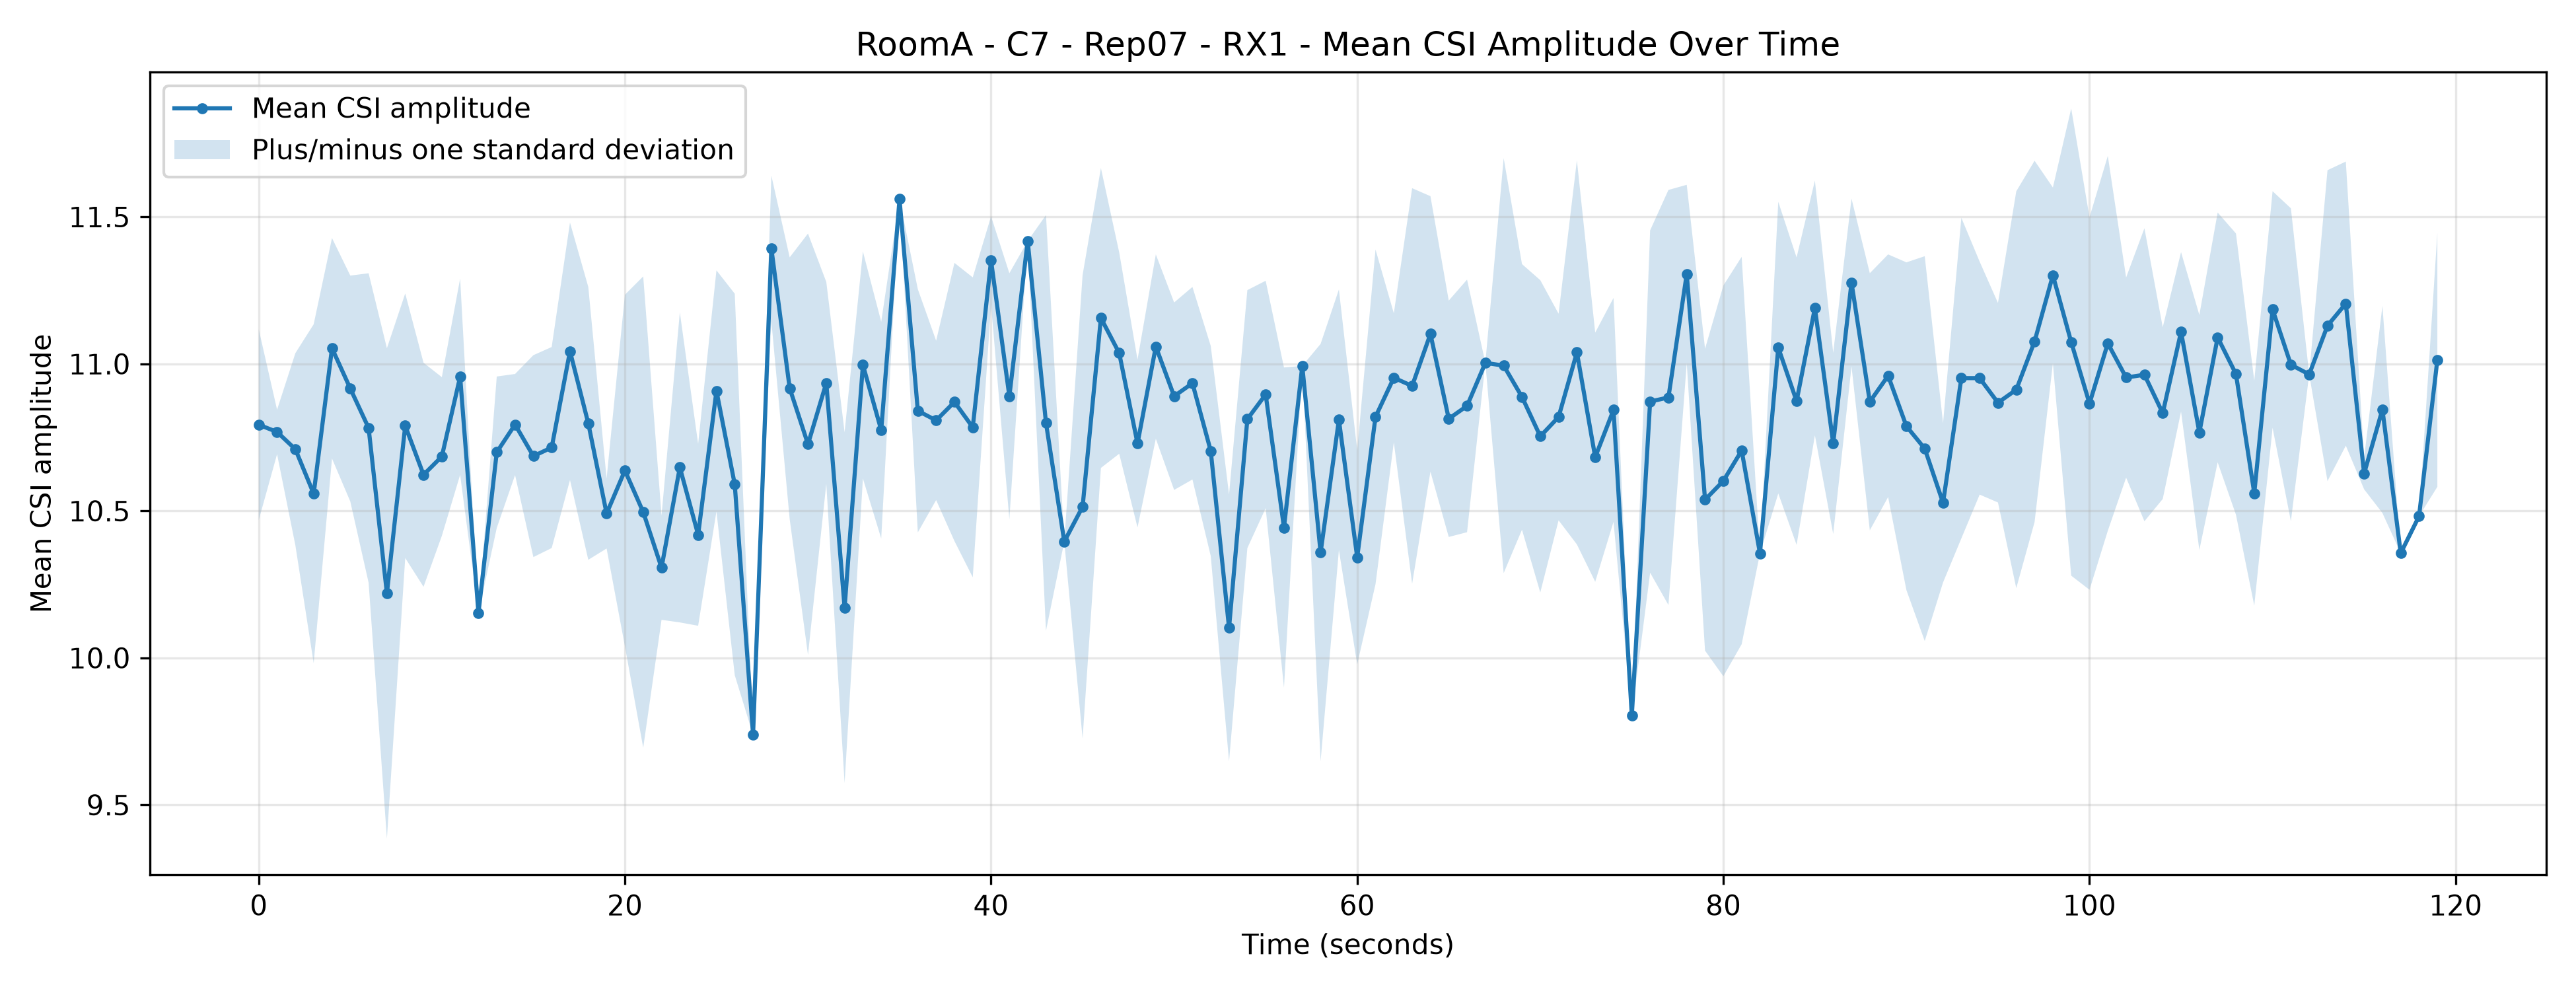 RoomA - C7 - Rep07 - RX1 - Mean CSI Amplitude Over Time
Mean CSI amplitude
Plus/minus one standard deviation
Mean CSI amplitude
11.5
11.0
10.5
10.0
9.5
0 20 40 60 80 100 120
Time (seconds)